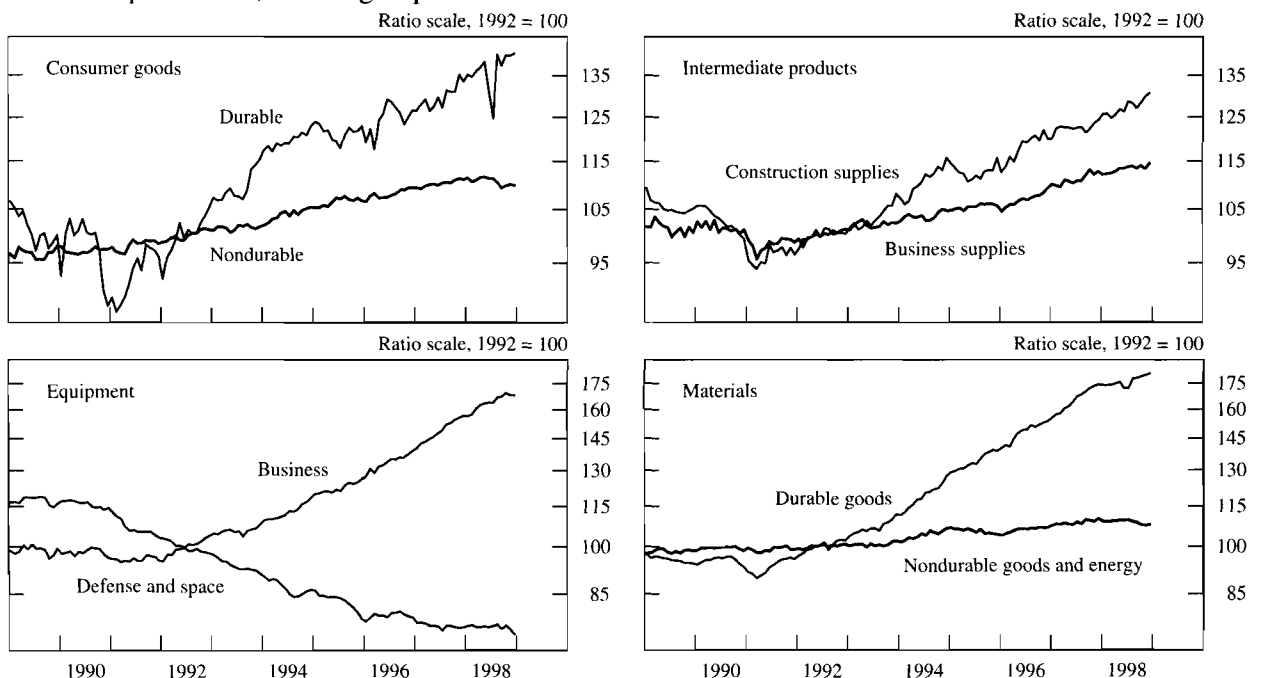 Ratio scale, 1992 = 100
Consumer goods
Durable
Nondurable
135
125
115
105
95
Ratio scale, 1992 = 100
Intermediate products
Construction supplies
Business supplies
135
125
115
105
95
Ratio scale, 1992 = 100
Equipment
Business
Defense and space
175
160
145
130
115
100
85
1990 1992 1994 1996 1998
Ratio scale, 1992 = 100
Materials
Durable goods
Nondurable goods and energy
175
160
145
130
115
100
85
1990 1992 1994 1996 1998